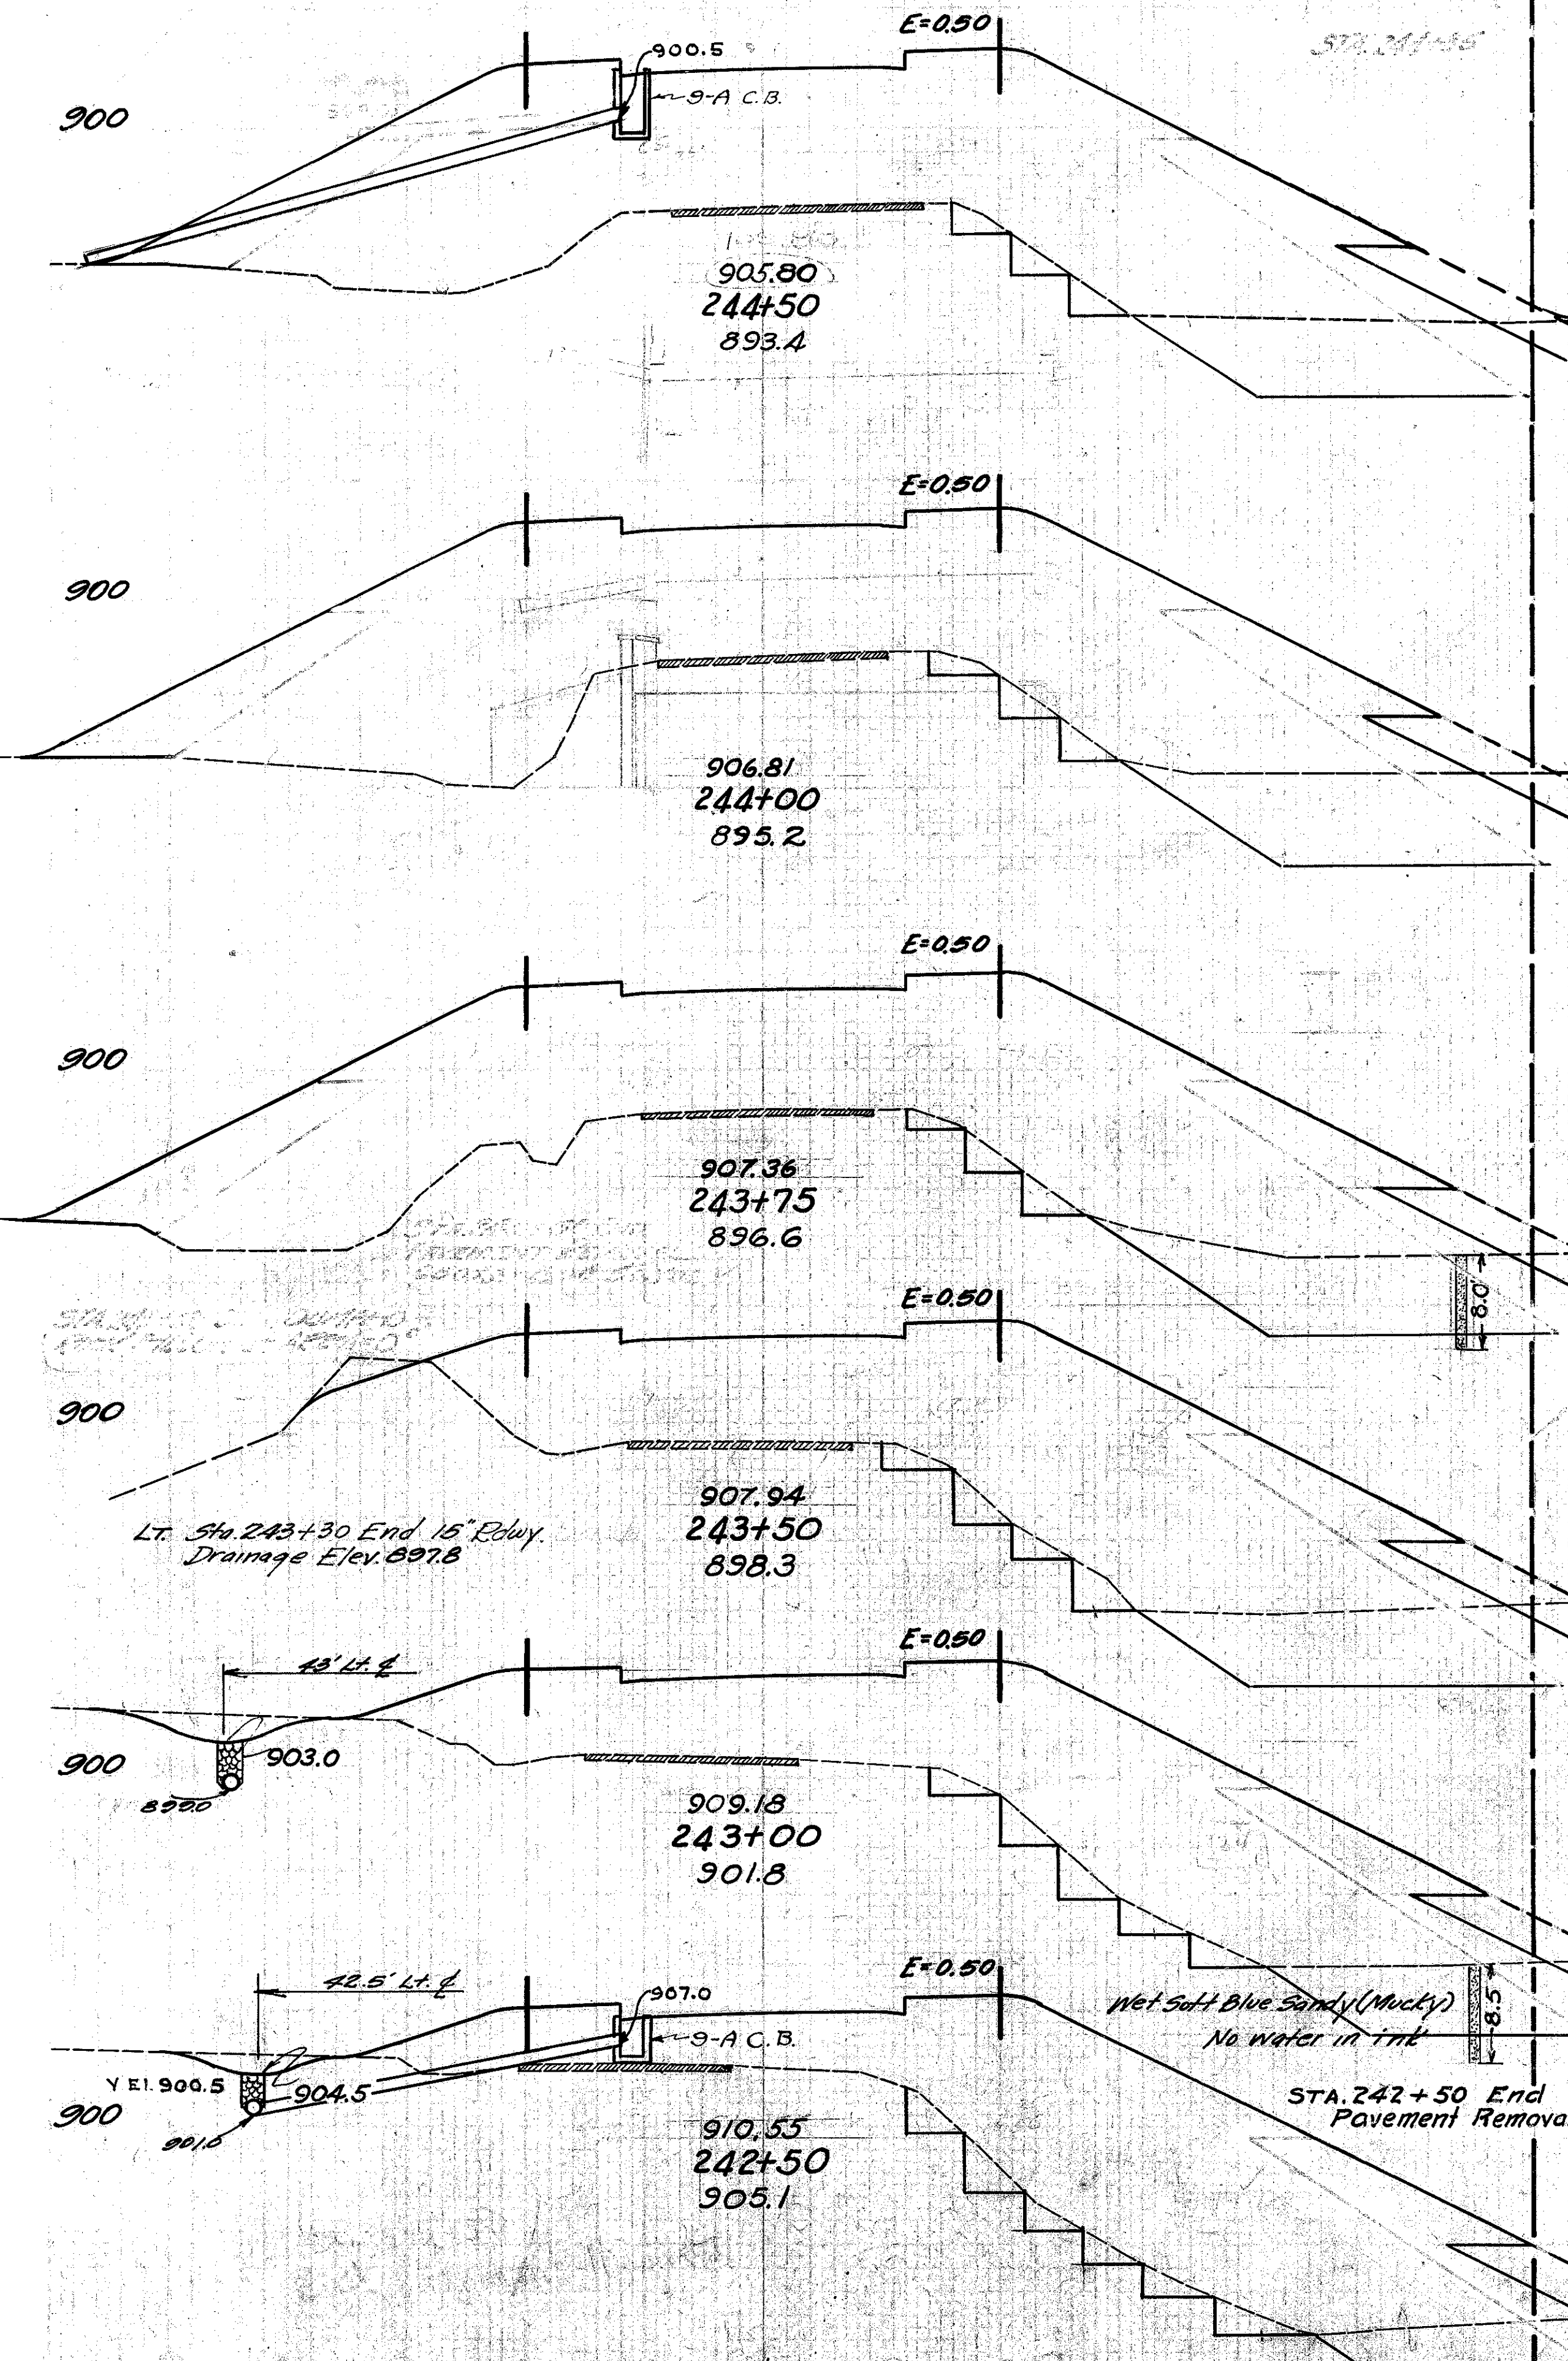 E=0.50
900.5
9-A C.B.
900
905.80
244+50
893.4
E=0.50
900
906.81
244+00
895.2
E=0.50
900
907.36
243+75
896.6
8.0'
E=0.50
900
907.94
243+50
898.3
LT. Sta. 243+30 End 15" Rdwy.
Drainage Elev. 897.8
E=0.50
43' Lt. ℄
900
903.0
899.0
909.18
243+00
901.8
E=0.50
42.5' Lt. ℄
907.0
9-A C.B.
Wet Soft Blue Sandy (Mucky)
No water in ink
8.5'
El. 900.5
904.5
900
STA. 242+50 End
Pavement Remova
910.55
242+50
905.1